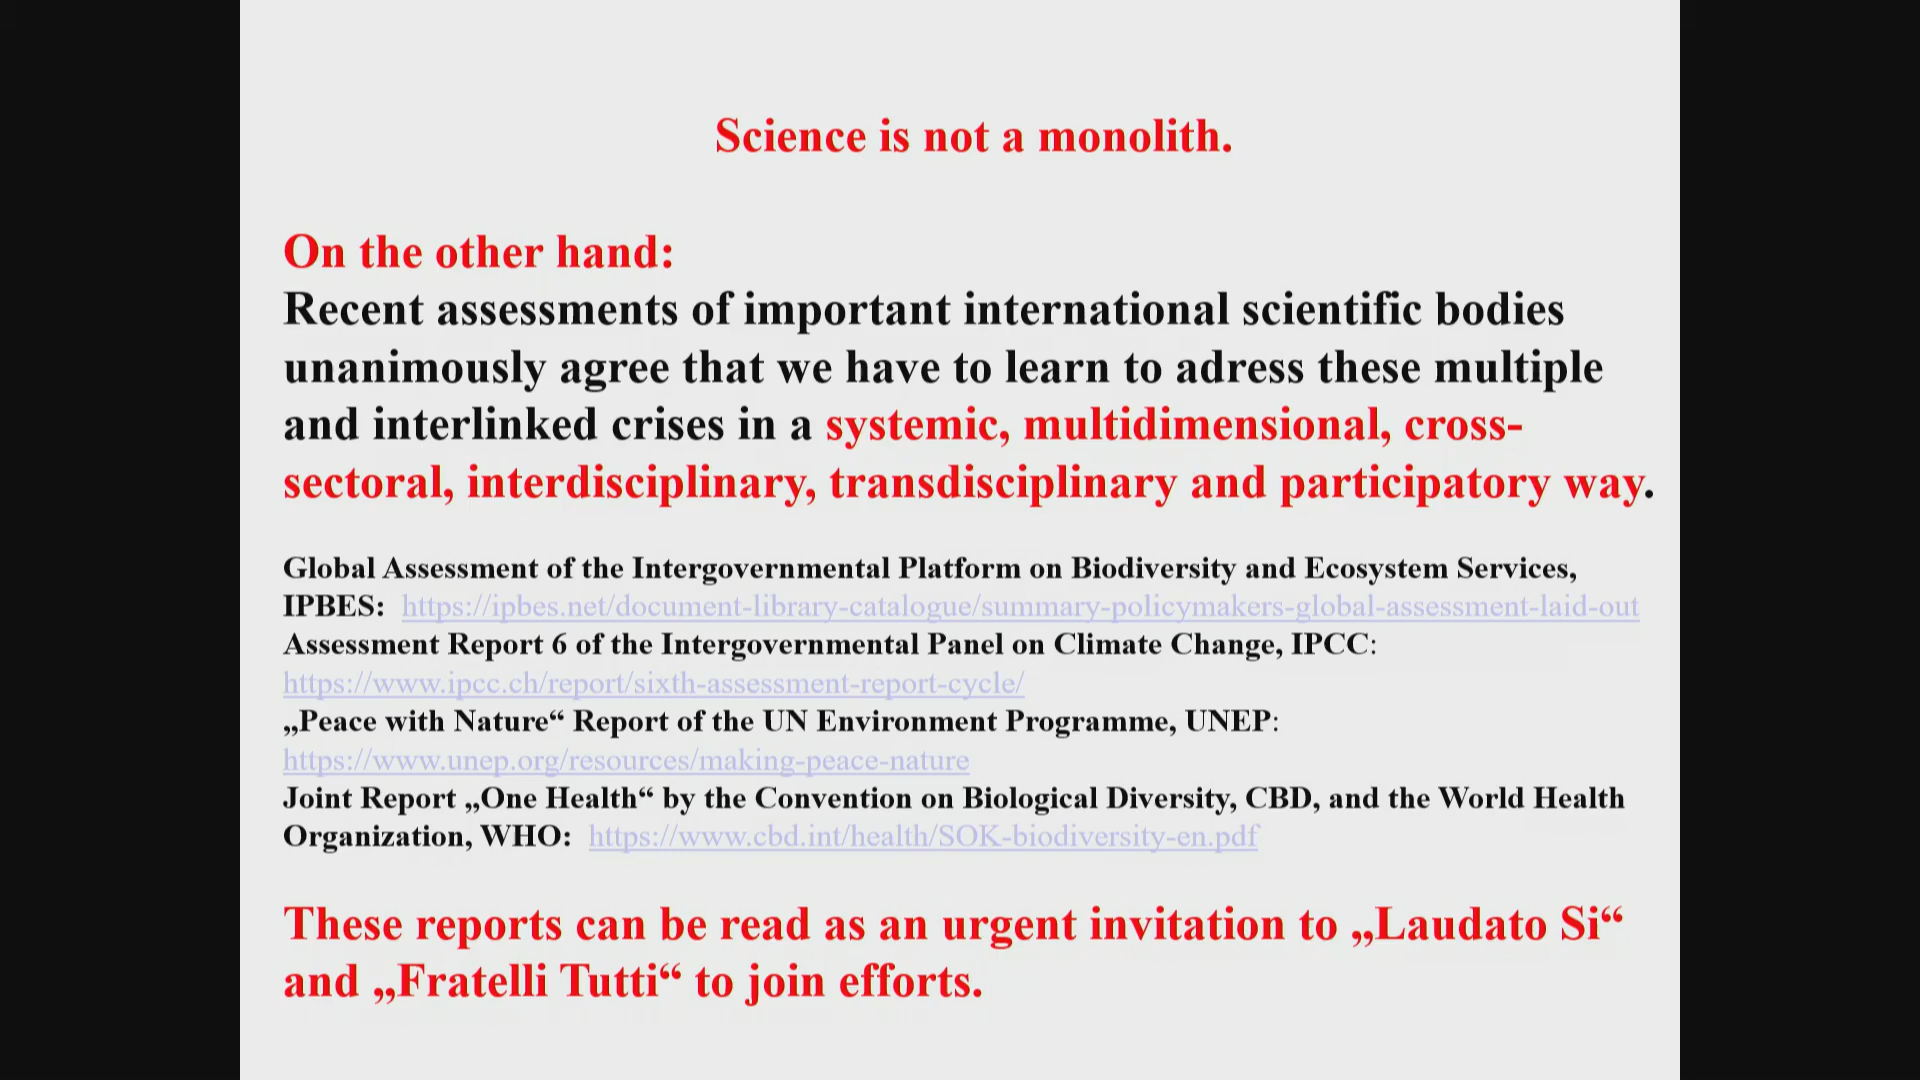 Science is not a monolith.
On the other hand:
Recent assessments of important international scientific bodies
unanimously agree that we have to learn to adress these multiple
and interlinked crises in a systemic, multidimensional, cross-
sectoral, interdisciplinary, transdisciplinary and participatory way.
Global Assessment of the Intergovernmental Platform on Biodiversity and Ecosystem Services,
IPBES: https://ipbes.net/document-library-catalogue/summary-policymakers-global-assessment-laid-out
Assessment Report 6 of the Intergovernmental Panel on Climate Change, IPCC:
https://www.ipcc.ch/report/sixth-assessment-report-cycle/
„Peace with Nature“ Report of the UN Environment Programme, UNEP:
https://www.unep.org/resources/making-peace-nature
Joint Report „One Health“ by the Convention on Biological Diversity, CBD, and the World Health
Organization, WHO: https://www.cbd.int/health/SOK-biodiversity-en.pdf
These reports can be read as an urgent invitation to „Laudato Si“
and „Fratelli Tutti“ to join efforts.